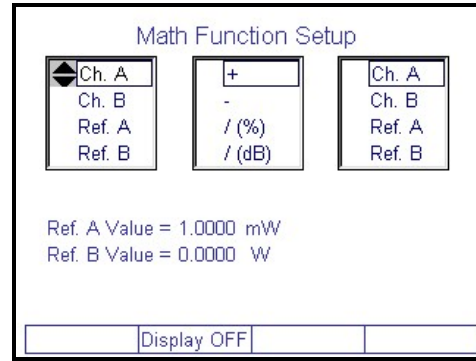 Math Function Setup
Ch. A + Ch. A
Ch. B - Ch. B
Ref. A / (%) Ref. A
Ref. B / (dB) Ref. B
Ref. A Value = 1.0000 mW
Ref. B Value = 0.0000 W
Display OFF